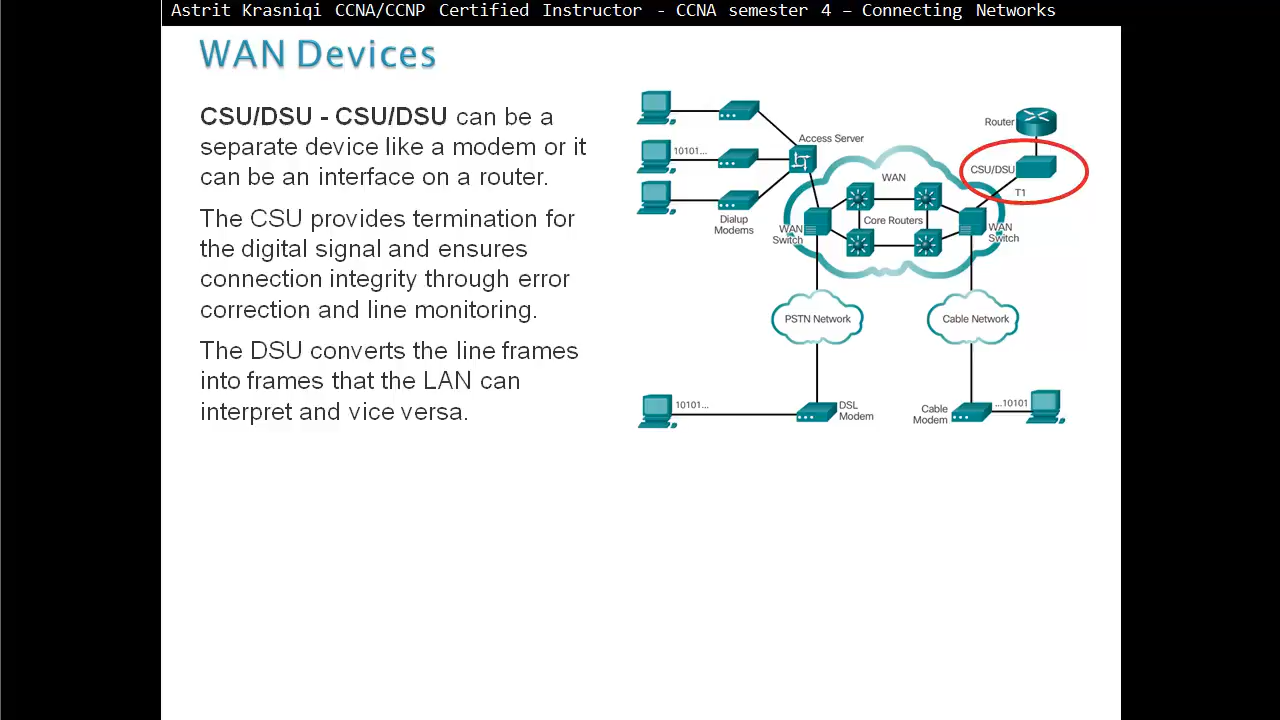 Astrit Krasniqi CCNA/CCNP Certified Instructor - CCNA semester 4 – Connecting Networks
WAN Devices
CSU/DSU - CSU/DSU can be a
separate device like a modem or it
can be an interface on a router.
The CSU provides termination for
the digital signal and ensures
connection integrity through error
correction and line monitoring.
The DSU converts the line frames
into frames that the LAN can
interpret and vice versa.
Router
Access Server
10101...
CSU/DSU
WAN
T1
Dialup
Modems
Core Routers
WAN
Switch
WAN
Switch
PSTN Network
Cable Network
10101...
DSL
Modem
Cable
Modem
...10101